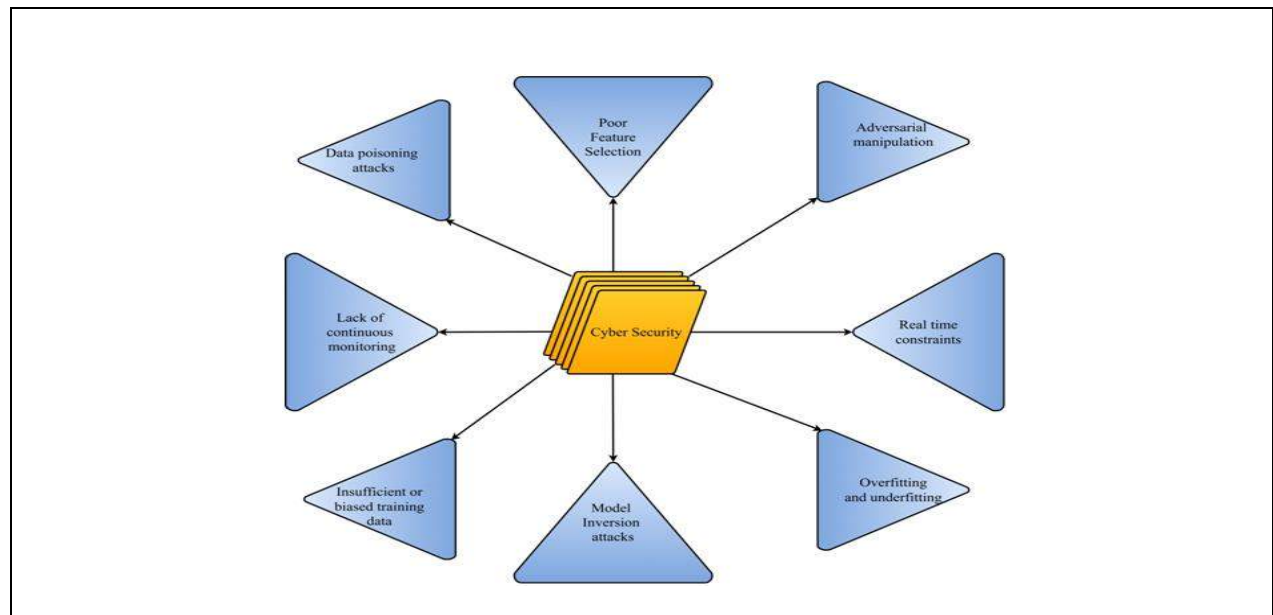 Poor
Feature
Selection
Adversarial
manipulation
Data poisoning
attacks
Lack of
continuous
monitoring
Cyber Security
Real time
constraints
Insufficient or
biased training
data
Model
Inversion
attacks
Overfitting
and underfitting